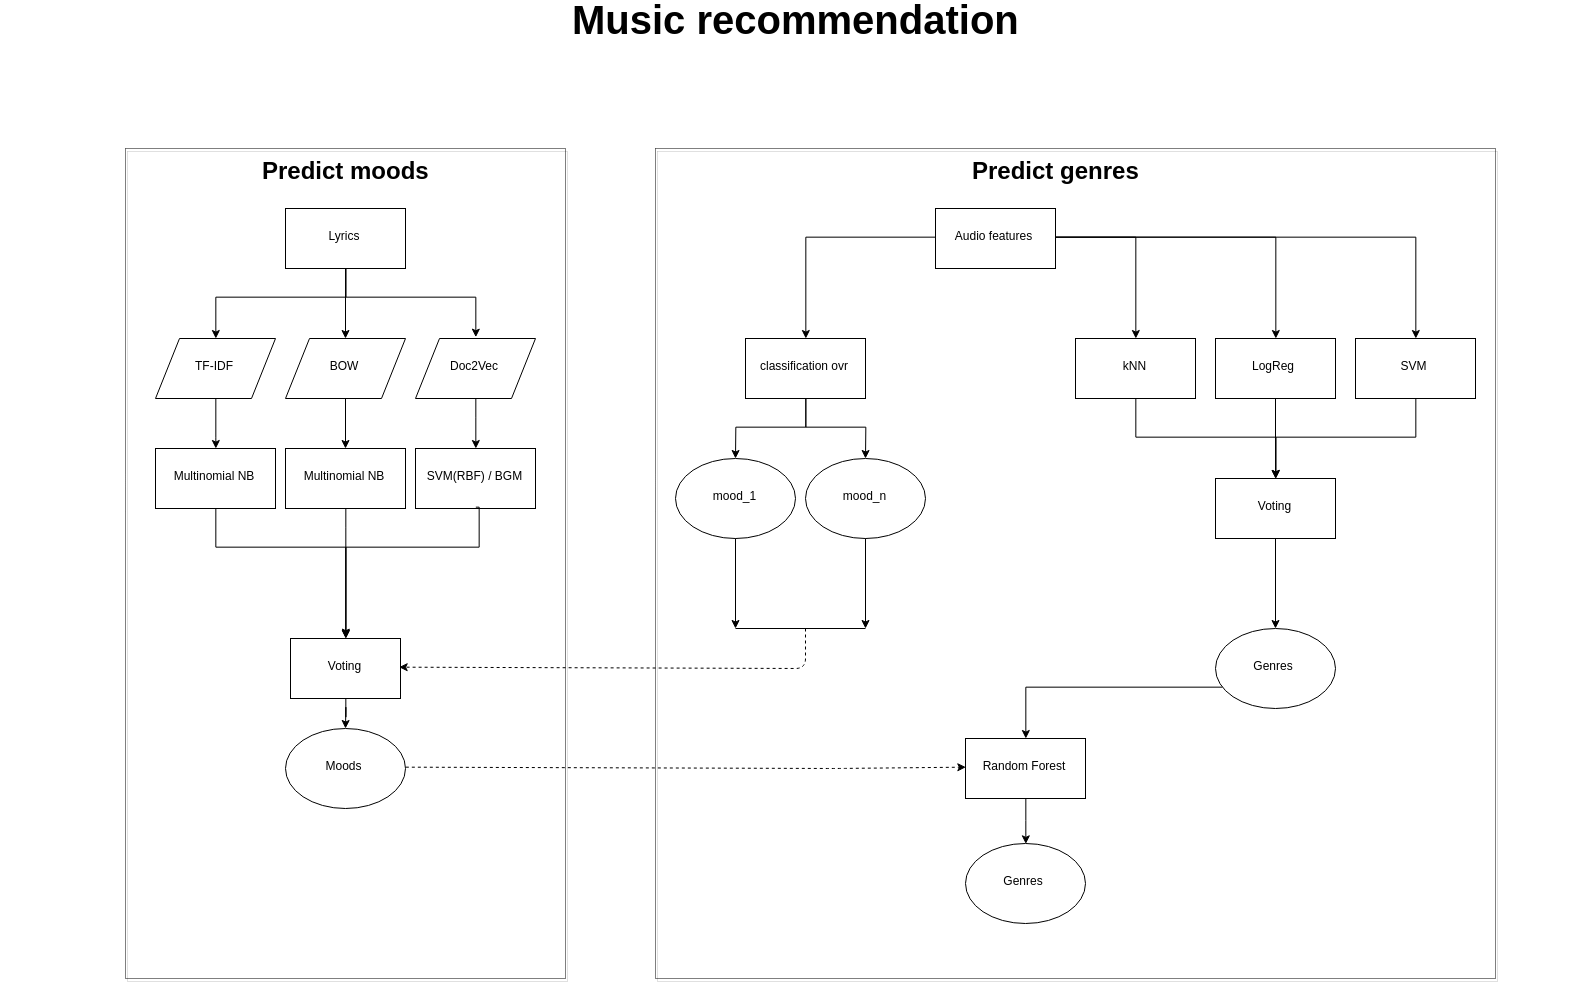 Music recommendation
Predict moods
Lyrics
TF-IDF
BOW
Doc2Vec
Multinomial NB
Multinomial NB
SVM(RBF) / BGM
Voting
Moods
Predict genres
Audio features
classification ovr
kNN
LogReg
SVM
mood_1
mood_n
Voting
Genres
Random Forest
Genres